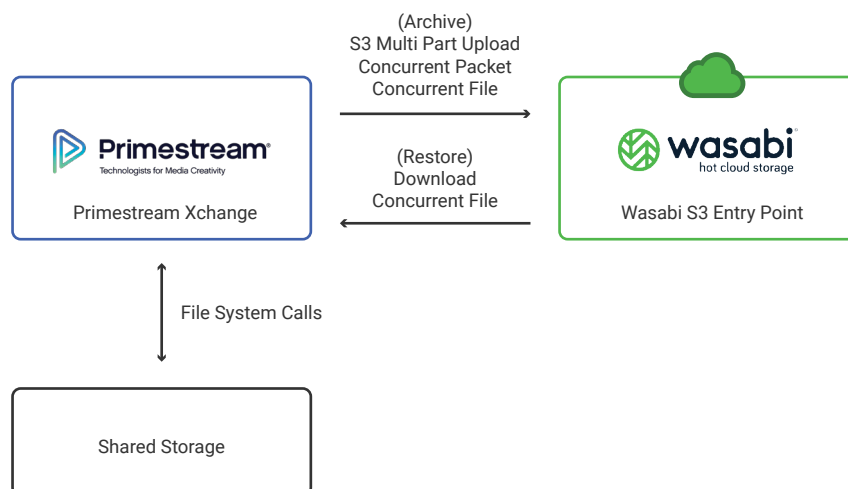 (Archive)
S3 Multi Part Upload
Concurrent Packet
Concurrent File
Primestream®
Technologists for Media Creativity
Primestream Xchange
(Restore)
Download
Concurrent File
wasabi
hot cloud storage
Wasabi S3 Entry Point
File System Calls
Shared Storage